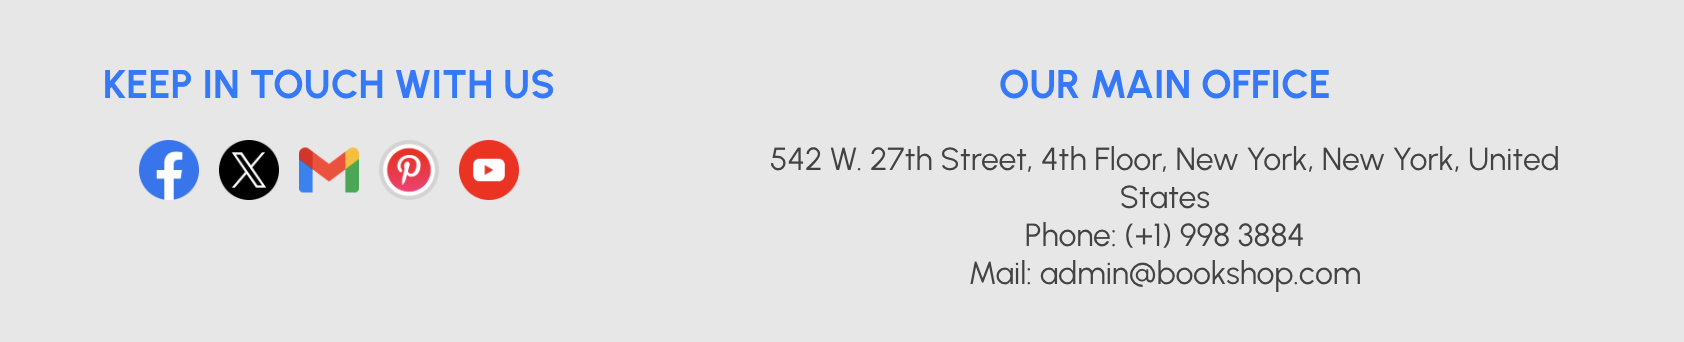 KEEP IN TOUCH WITH US
OUR MAIN OFFICE
542 W. 27th Street, 4th Floor, New York, New York, United
States
Phone: (+1) 998 3884
Mail: admin@bookshop.com